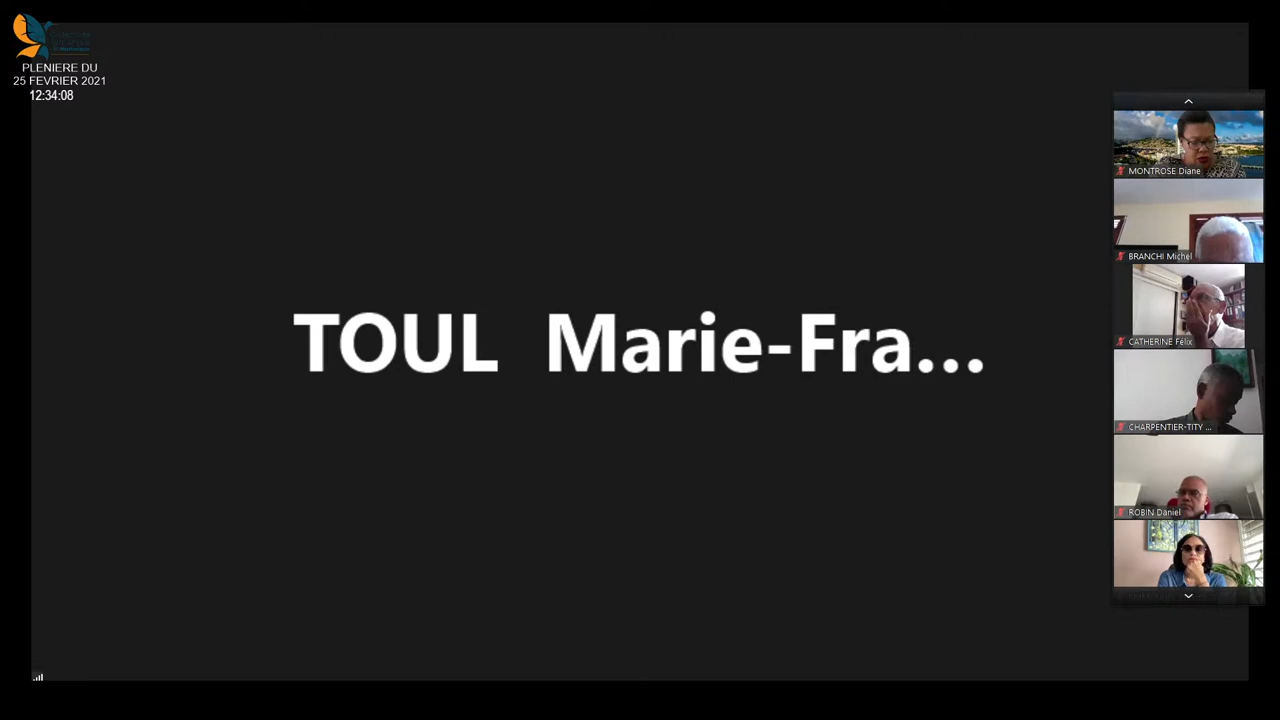 PLENIERE DU
25 FEVRIER 2021
12:34:08
TOUL Marie-Fra...
MONTROSE Diane
BRANCHI Michel
CATHERINE Félix
CHARPENTIER-TITY ...
ROBIN Daniel